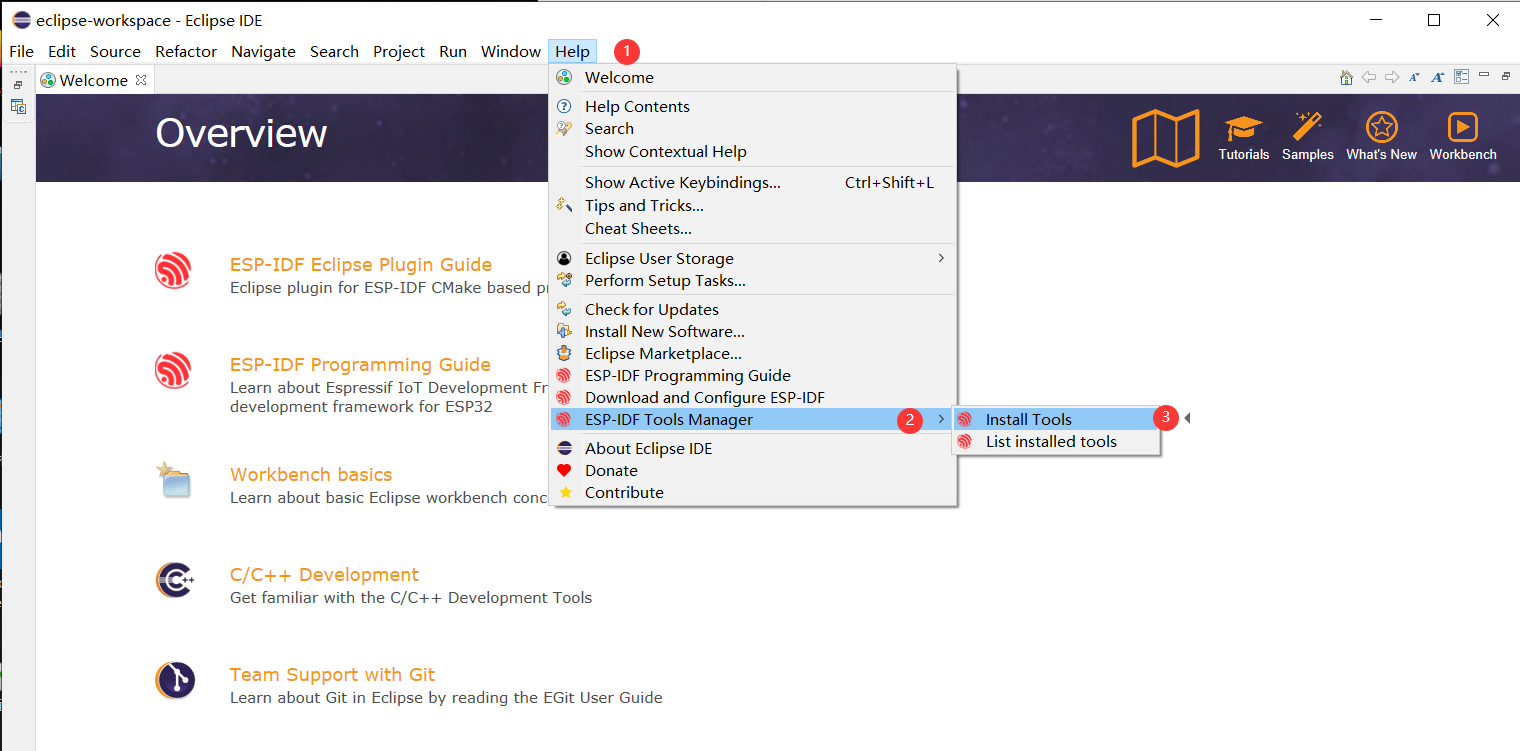 eclipse-workspace - Eclipse IDE
File Edit Source Refactor Navigate Search Project Run Window Help 1
Welcome
Overview
Tutorials Samples What's New Workbench
Welcome
Help Contents
Search
Show Contextual Help
Show Active Keybindings... Ctrl+Shift+L
Tips and Tricks...
Cheat Sheets...
Eclipse User Storage
Perform Setup Tasks...
Check for Updates
Install New Software...
Eclipse Marketplace...
ESP-IDF Programming Guide
Download and Configure ESP-IDF
ESP-IDF Tools Manager 2
Install Tools 3
List installed tools
About Eclipse IDE
Donate
Contribute
ESP-IDF Eclipse Plugin Guide
Eclipse plugin for ESP-IDF CMake based
ESP-IDF Programming Guide
Learn about Espressif IoT Development
development framework for ESP32
Workbench basics
Learn about basic Eclipse workbench
C/C++ Development
Get familiar with the C/C++ Development Tools
Team Support with Git
Learn about Git in Eclipse by reading the EGit User Guide